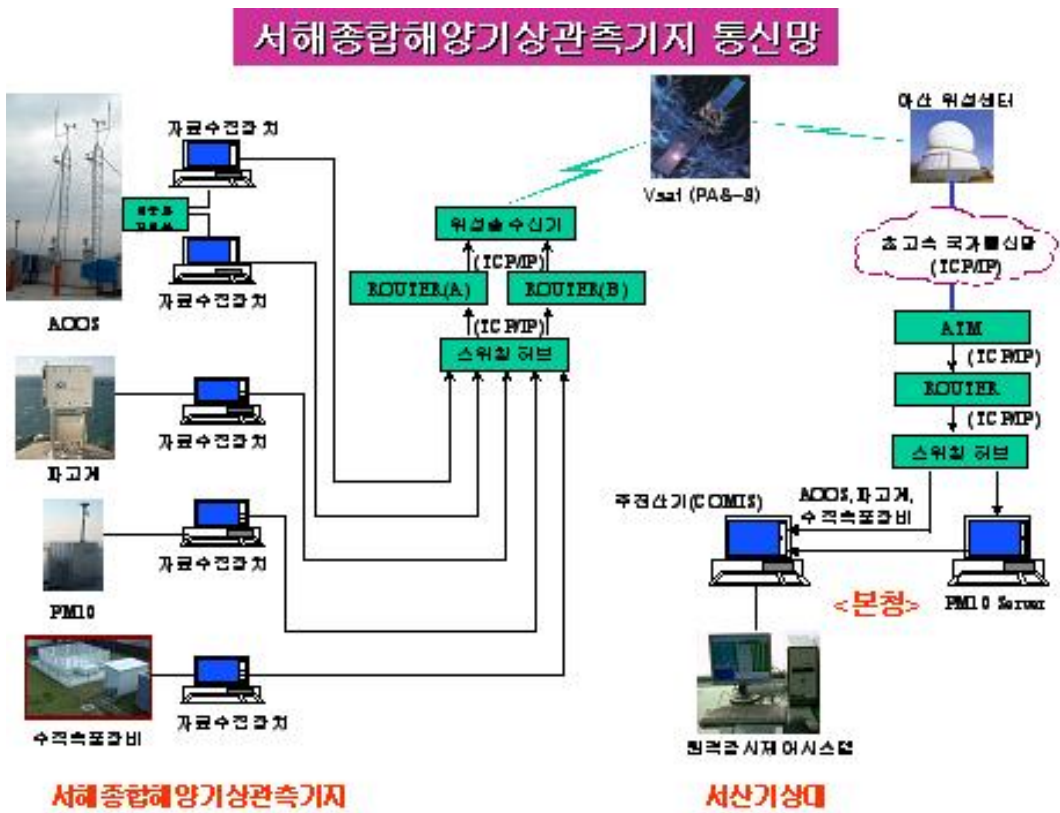 서해종합해양기상관측기지 통신망
자료수집장치
자료수집장치
AOOS
파고계
자료수집장치
PM10
자료수집장치
수직측풍장비
자료수집장치
서해종합해양기상관측기지
위성송수신기
(TCP/IP)
ROUTER(A)
ROUTER(B)
(TCP/IP)
스위칭 허브
Vsat (PAS-8)
아산 위성센터
초고속 국가통신망
(TCP/IP)
ATM
(TCP/IP)
ROUTER
(TCP/IP)
스위칭 허브
주전산기(COMIS)
AOOS,파고계,
수직측풍장비
<본청>
PM10 Server
원격감시제어시스템
서산기상대